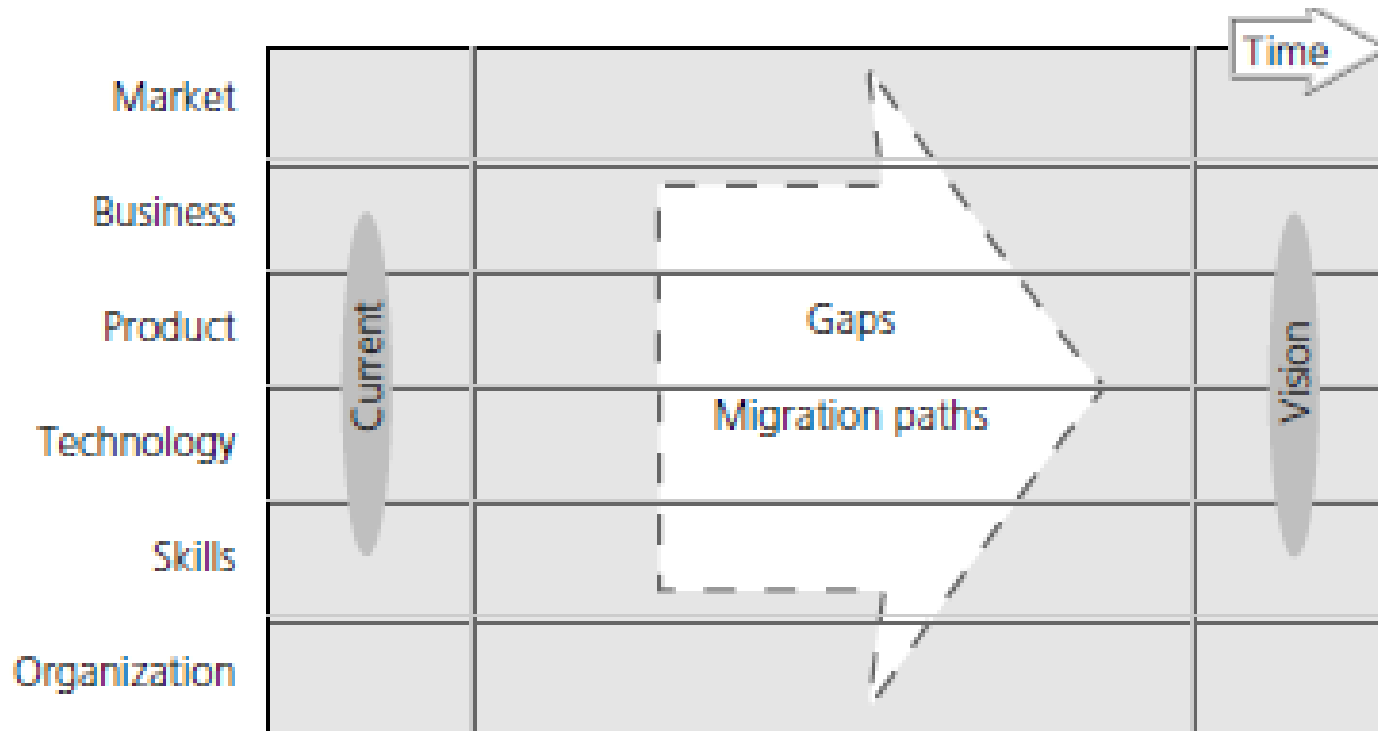 Time
Market
Business
Product
Technology
Skills
Organization
Current
Gaps
Migration paths
Vision